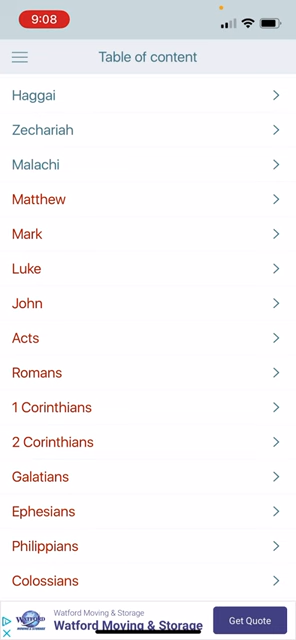 9:08
Table of content
Haggai
Zechariah
Malachi
Matthew
Mark
Luke
John
Acts
Romans
1 Corinthians
2 Corinthians
Galatians
Ephesians
Philippians
Colossians
Watford Moving & Storage
Watford Moving & Storage
Get Quote
WATFORD